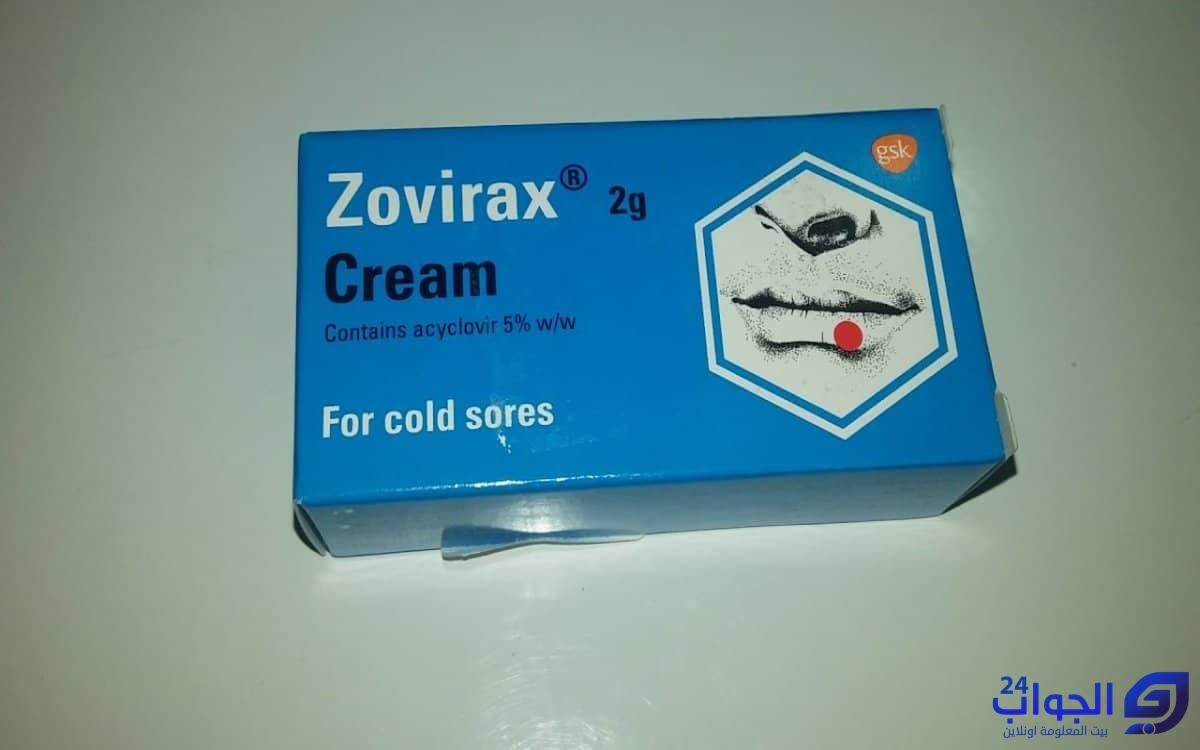 Zovirax® 2g
Cream
Contains acyclovir 5% w/w
For cold sores
gsk
الجواب 24
بيت المعلومة اونلاين